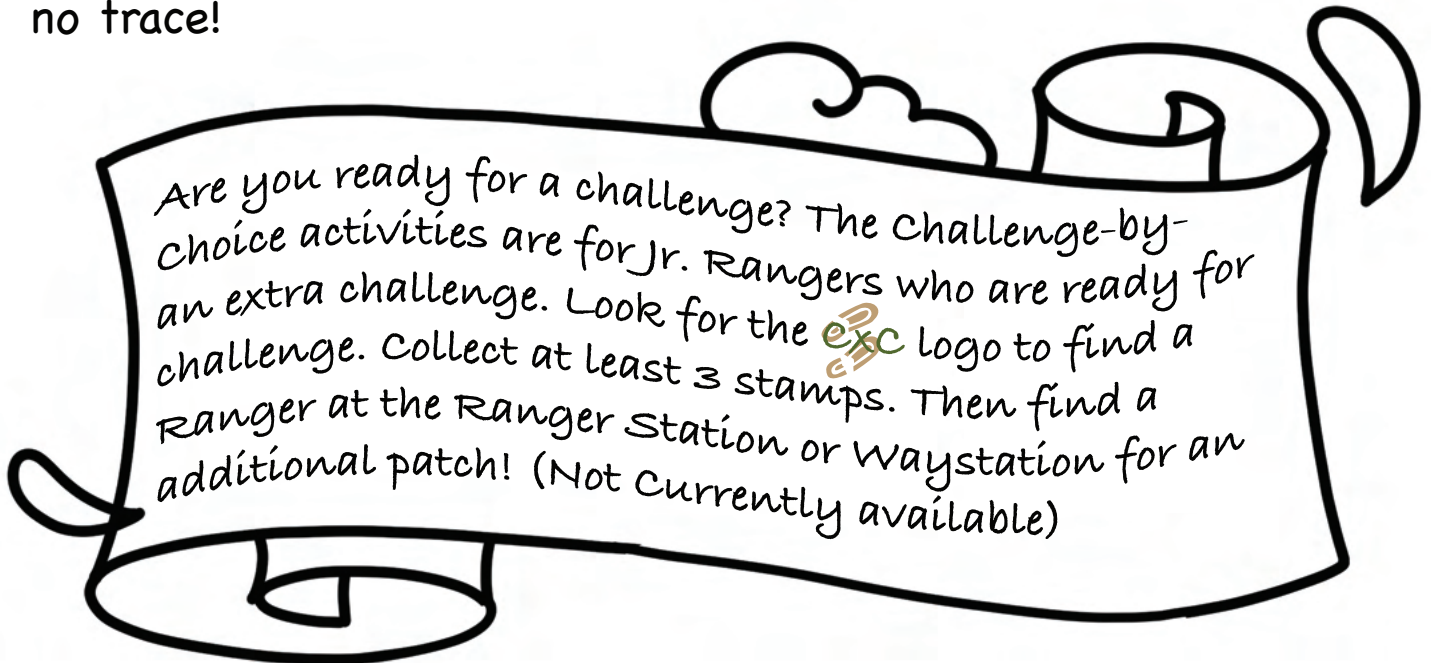 no trace!
Are you ready for a challenge? The Challenge-by-
Choice activities are for Jr. Rangers who are ready for
an extra challenge. Look for the exc logo to find a
challenge. Collect at least 3 stamps. Then find a
Ranger at the Ranger Station or Waystation for an
additional patch! (Not Currently available)